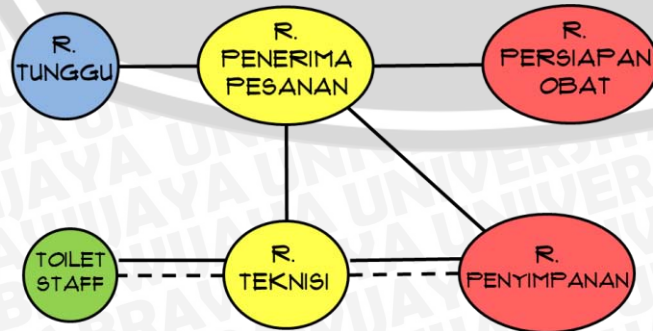 R.
TUNGGU
R.
PENERIMA
PESANAN
R.
PERSIAPAN
OBAT
TOILET
STAFF
R.
TEKNISI
R.
PENYIMPANAN